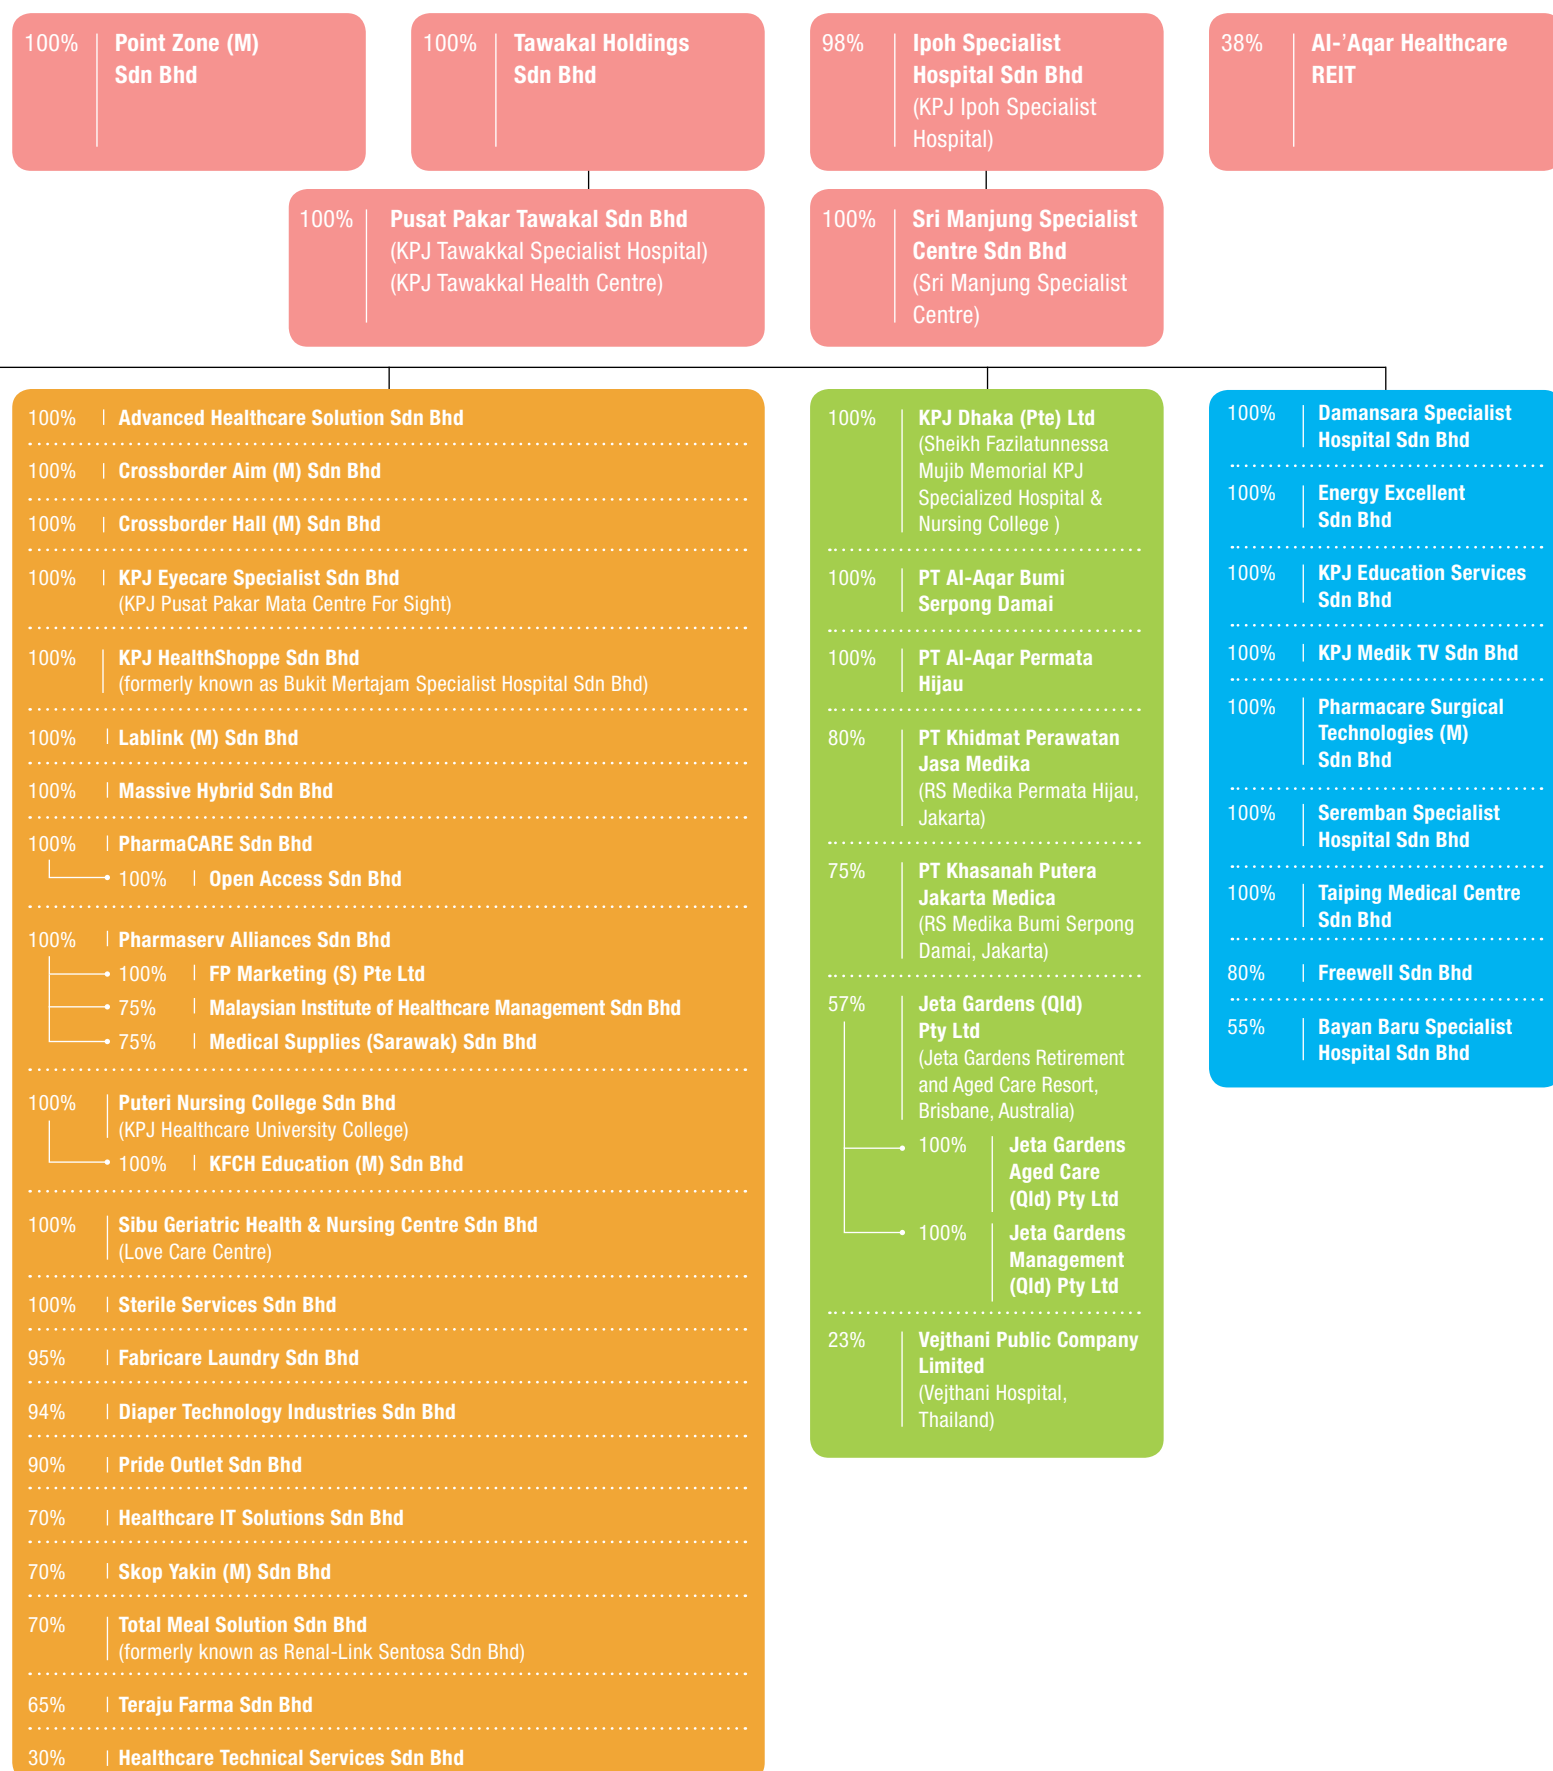 100% Point Zone (M)
Sdn Bhd
100% Tawakal Holdings
Sdn Bhd
98% Ipoh Specialist
Hospital Sdn Bhd
(KPJ Ipoh Specialist
Hospital)
38% Al-'Aqar Healthcare
REIT
100% Pusat Pakar Tawakal Sdn Bhd
(KPJ Tawakkal Specialist Hospital)
(KPJ Tawakkal Health Centre)
100% Sri Manjung Specialist
Centre Sdn Bhd
(Sri Manjung Specialist
Centre)
100% Advanced Healthcare Solution Sdn Bhd
100% Crossborder Aim (M) Sdn Bhd
100% Crossborder Hall (M) Sdn Bhd
100% KPJ Eyecare Specialist Sdn Bhd
(KPJ Pusat Pakar Mata Centre For Sight)
100% KPJ HealthShoppe Sdn Bhd
(formerly known as Bukit Mertajam Specialist Hospital Sdn Bhd)
100% Lablink (M) Sdn Bhd
100% Massive Hybrid Sdn Bhd
100% PharmaCARE Sdn Bhd
100% Open Access Sdn Bhd
100% Pharmaserv Alliances Sdn Bhd
100% FP Marketing (S) Pte Ltd
75% Malaysian Institute of Healthcare Management Sdn Bhd
75% Medical Supplies (Sarawak) Sdn Bhd
100% Puteri Nursing College Sdn Bhd
(KPJ Healthcare University College)
100% KFCH Education (M) Sdn Bhd
100% Sibu Geriatric Health & Nursing Centre Sdn Bhd
(Love Care Centre)
100% Sterile Services Sdn Bhd
95% Fabricare Laundry Sdn Bhd
94% Diaper Technology Industries Sdn Bhd
90% Pride Outlet Sdn Bhd
70% Healthcare IT Solutions Sdn Bhd
70% Skop Yakin (M) Sdn Bhd
70% Total Meal Solution Sdn Bhd
(formerly known as Renal-Link Sentosa Sdn Bhd)
65% Teraju Farma Sdn Bhd
30% Healthcare Technical Services Sdn Bhd
100% KPJ Dhaka (Pte) Ltd
(Sheikh Fazilatunnessa
Mujib Memorial KPJ
Specialized Hospital &
Nursing College )
100% PT Al-Aqar Bumi
Serpong Damai
100% PT Al-Aqar Permata
Hijau
80% PT Khidmat Perawatan
Jasa Medika
(RS Medika Permata Hijau,
Jakarta)
75% PT Khasanah Putera
Jakarta Medica
(RS Medika Bumi Serpong
Damai, Jakarta)
57% Jeta Gardens (Qld)
Pty Ltd
(Jeta Gardens Retirement
and Aged Care Resort,
Brisbane, Australia)
100% Jeta Gardens
Aged Care
(Qld) Pty Ltd
100% Jeta Gardens
Management
(Qld) Pty Ltd
23% Vejthani Public Company
Limited
(Vejthani Hospital,
Thailand)
100% Damansara Specialist
Hospital Sdn Bhd
100% Energy Excellent
Sdn Bhd
100% KPJ Education Services
Sdn Bhd
100% KPJ Medik TV Sdn Bhd
100% Pharmacare Surgical
Technologies (M)
Sdn Bhd
100% Seremban Specialist
Hospital Sdn Bhd
100% Taiping Medical Centre
Sdn Bhd
80% Freewell Sdn Bhd
55% Bayan Baru Specialist
Hospital Sdn Bhd